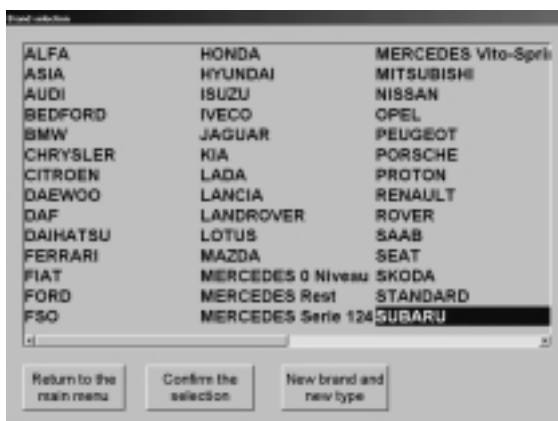 Brand selection
ALFA HONDA MERCEDES Vito-Spri
ASIA HYUNDAI MITSUBISHI
AUDI ISUZU NISSAN
BEDFORD IVECO OPEL
BMW JAGUAR PEUGEOT
CHRYSLER KIA PORSCHE
CITROEN LADA PROTON
DAEWOO LANCIA RENAULT
DAF LANDROVER ROVER
DAIHATSU LOTUS SAAB
FERRARI MAZDA SEAT
FIAT MERCEDES 0 Niveau SKODA
FORD MERCEDES Rest STANDARD
FSO MERCEDES Serie 124 SUBARU
Return to the Confirm the New brand and
main menu selection new type